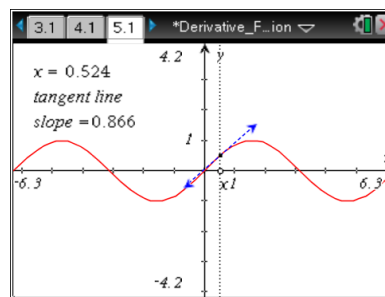 3.1 4.1 5.1 *Derivative_F...ion
4.2 y
x = 0.524
tangent line
slope =0.866
1
-6.3 x 1 6.3
-4.2